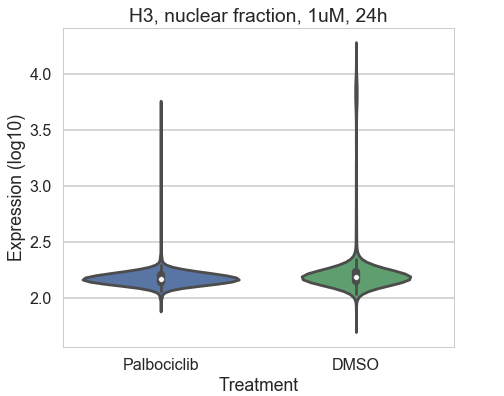 H3, nuclear fraction, 1uM, 24h
Expression (log10)
4.0
3.5
3.0
2.5
2.0
Palbociclib DMSO
Treatment